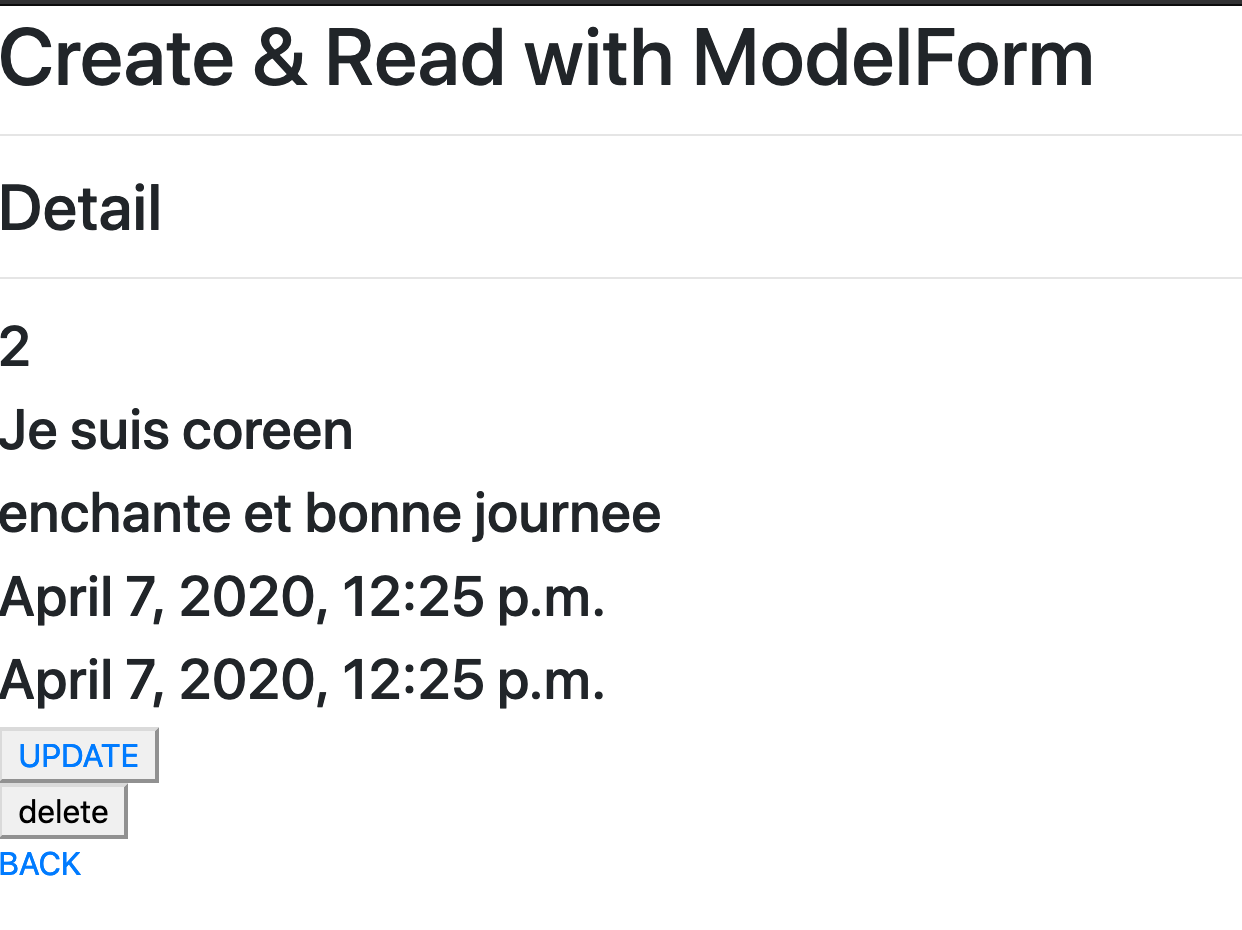 Create & Read with ModelForm
Detail
2
Je suis coreen
enchante et bonne journee
April 7, 2020, 12:25 p.m.
April 7, 2020, 12:25 p.m.
UPDATE
delete
BACK